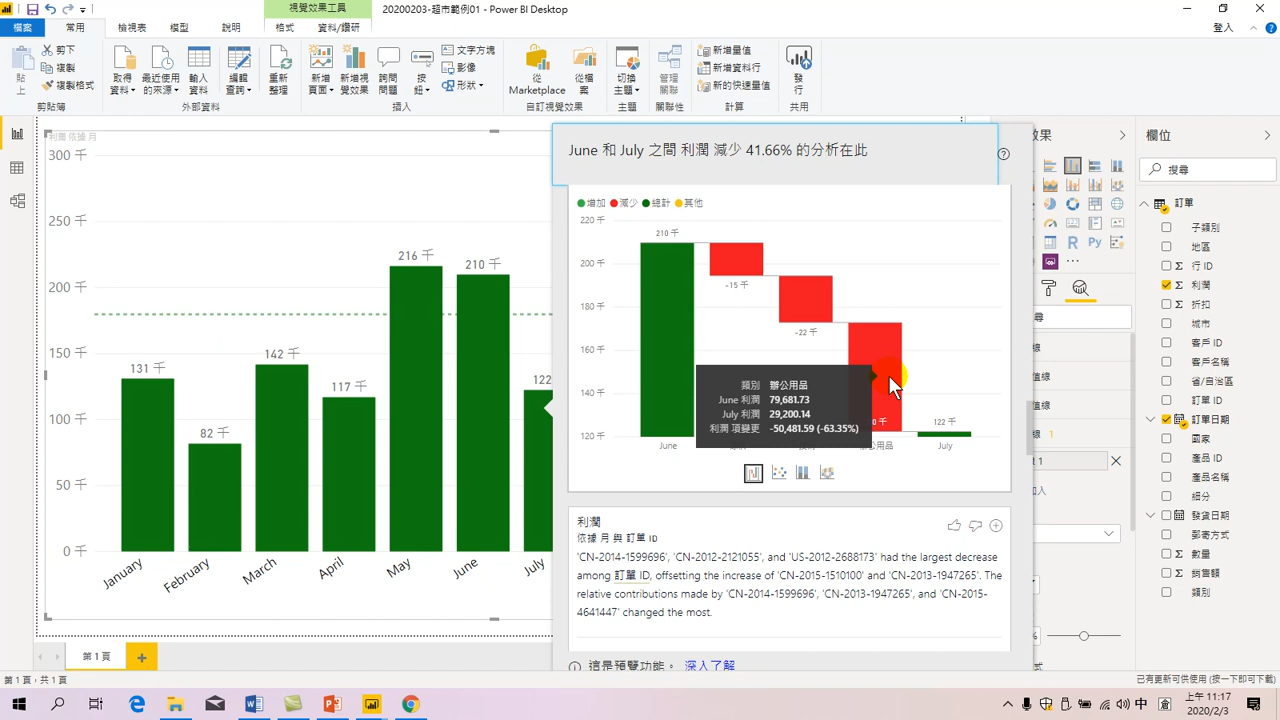 視覺效果工具
20200203-超市範例01 - Power BI Desktop
檔案
常用
檢視表
模型
說明
格式
資料/鑽研
登入
貼上
剪下
複製
複製格式
剪貼簿
取得資料
最近使用的來源
輸入資料
編輯查詢
外部資料
重新整理
新增頁面
新增視覺效果
詢問問題
按鈕
文字方塊
影像
形狀
插入
從 Marketplace
從檔案
自訂視覺效果
切換主題
主題
管理關聯
關聯性
新增量值
新增資料行
新的快速量值
計算
發行
共用
利潤 依據 月
300 千
250 千
200 千
150 千
100 千
50 千
0 千
131 千
82 千
142 千
117 千
216 千
210 千
122
January
February
March
April
May
June
July
June 和 July 之間 利潤 減少 41.66% 的分析在此
增加 減少 總計 其他
220 千
200 千
180 千
160 千
140 千
120 千
210 千
-15 千
-22 千
122 千
June
July
類別 辦公用品
June 利潤 79,681.73
July 利潤 29,200.14
利潤 項變更 -50,481.59 (-63.35%)
利潤
依據 月 與 訂單 ID
'CN-2014-1599696', 'CN-2012-2121055', and 'US-2012-2688173' had the largest decrease
among 訂單 ID, offsetting the increase of 'CN-2015-1510100' and 'CN-2013-1947265'. The
relative contributions made by 'CN-2014-1599696', 'CN-2013-1947265', and 'CN-2015-
4641447' changed the most.
這是預覽功能。 深入了解
效果
R
Py
值線
值線
線 1
1
加入
欄位
搜尋
訂單
子類別
地區
行 ID
利潤
折扣
城市
客戶 ID
客戶名稱
省/自治區
訂單 ID
訂單日期
國家
產品 ID
產品名稱
細分
發貨日期
郵寄方式
數量
銷售額
類別
第 1 頁
第 1 頁，共 1 頁
已有更新可供使用 (按一下即可下載)
中
上午 11:17
2020/2/3